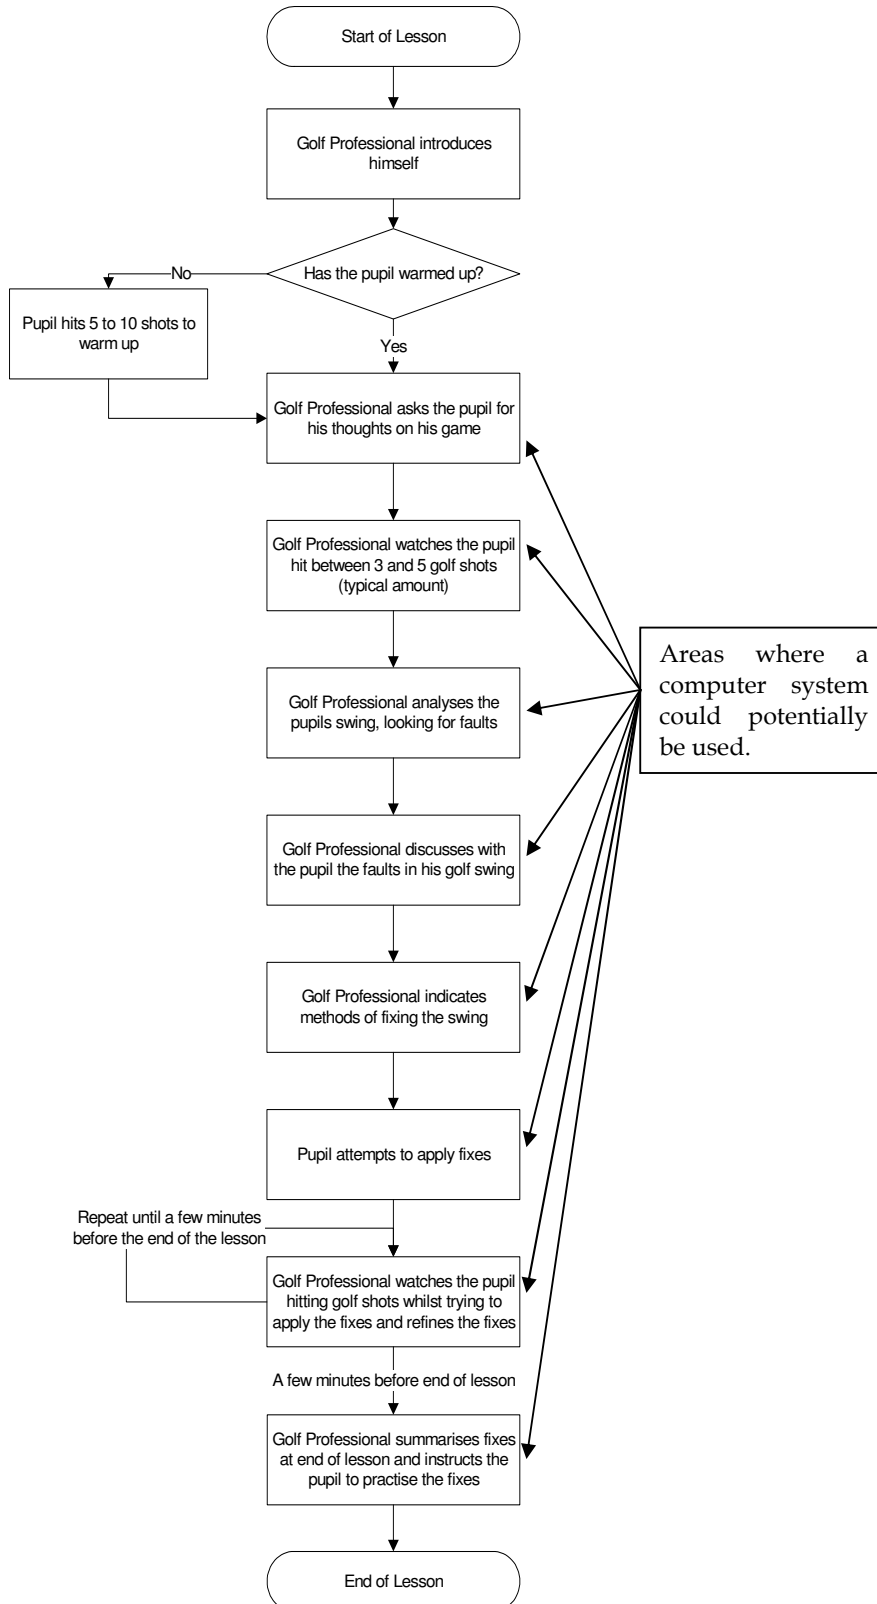 Start of Lesson
Golf Professional introduces
himself
Has the pupil warmed up?
No
Pupil hits 5 to 10 shots to
warm up
Yes
Golf Professional asks the pupil for
his thoughts on his game
Golf Professional watches the pupil
hit between 3 and 5 golf shots
(typical amount)
Areas where a
computer system
could potentially
be used.
Golf Professional analyses the
pupils swing, looking for faults
Golf Professional discusses with
the pupil the faults in his golf swing
Golf Professional indicates
methods of fixing the swing
Pupil attempts to apply fixes
Repeat until a few minutes
before the end of the lesson
Golf Professional watches the pupil
hitting golf shots whilst trying to
apply the fixes and refines the fixes
A few minutes before end of lesson
Golf Professional summarises fixes
at end of lesson and instructs the
pupil to practise the fixes
End of Lesson